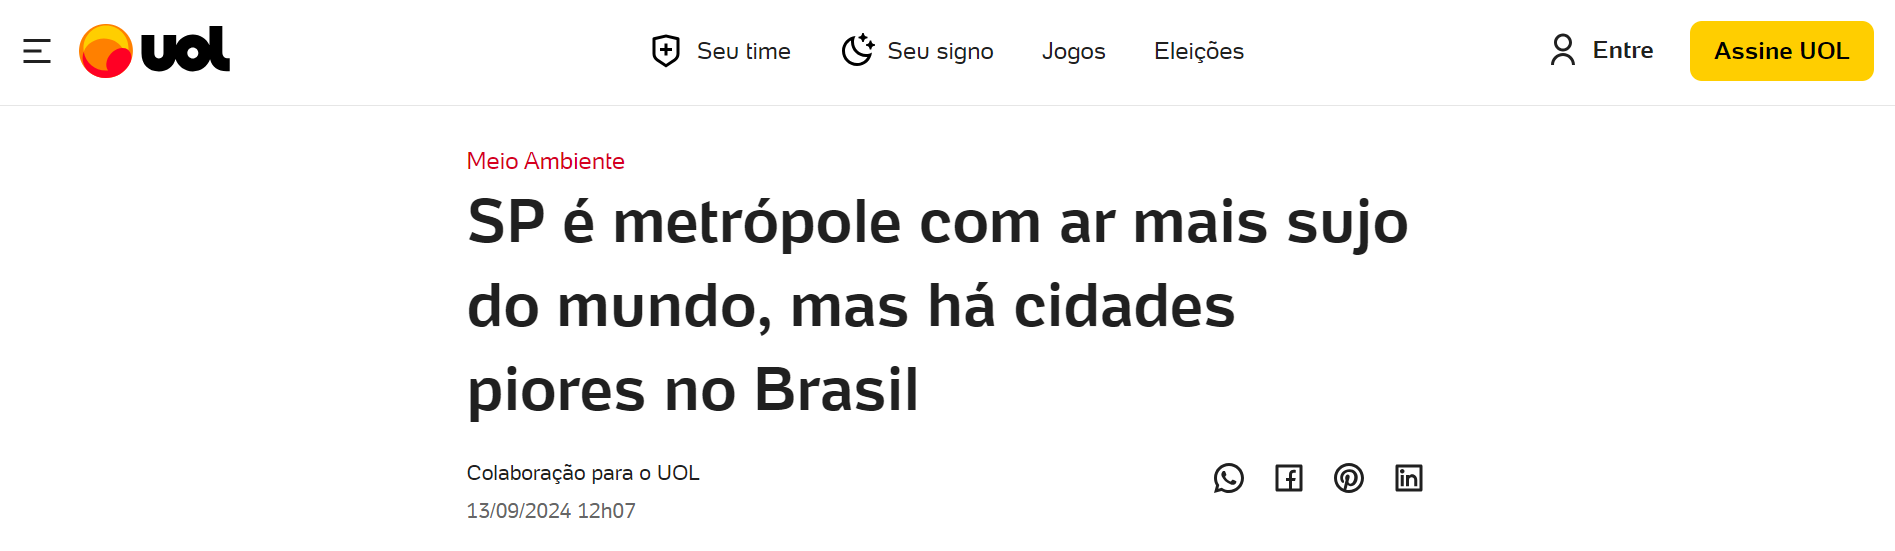 uol
Seu time
Seu signo
Jogos
Eleições
Entre
Assine UOL
Meio Ambiente
SP é metrópole com ar mais sujo
do mundo, mas há cidades
piores no Brasil
Colaboração para o UOL
13/09/2024 12h07